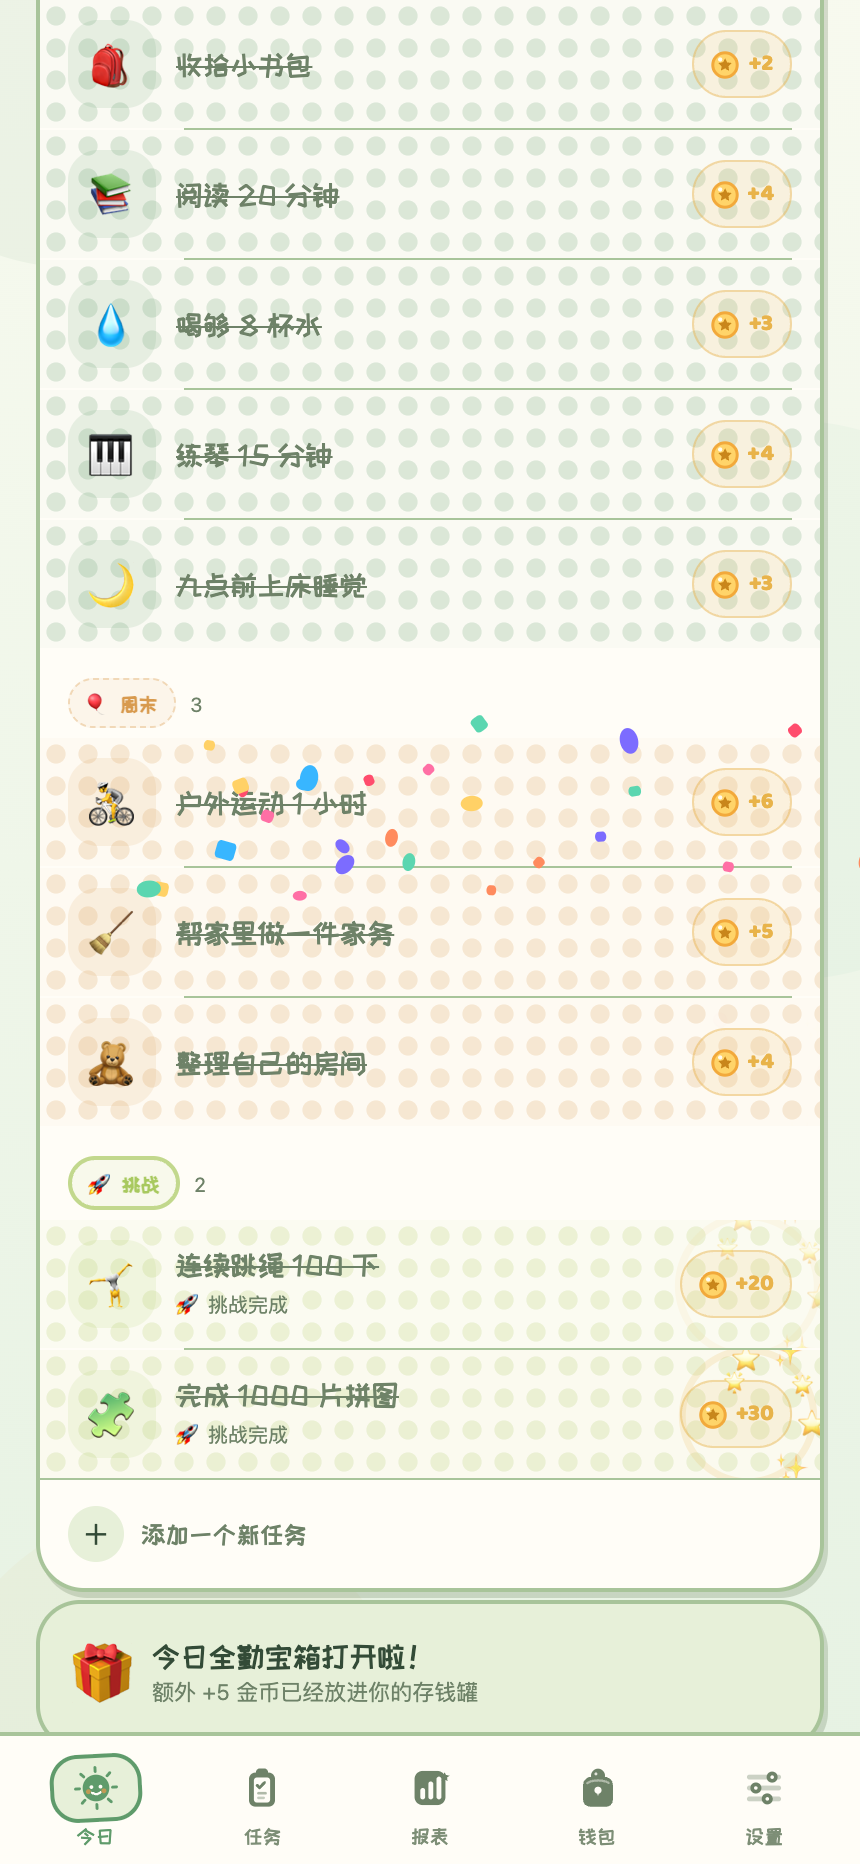 收拾小书包
+2
阅读 20 分钟
+4
喝够 8 杯水
+3
练琴 15 分钟
+4
九点前上床睡觉
+3
周末 3
户外运动 1 小时
+6
帮家里做一件家务
+5
整理自己的房间
+4
挑战 2
连续跳绳 100 下
挑战完成
+20
完成 1000 片拼图
挑战完成
+30
添加一个新任务
今日全勤宝箱打开啦!
额外 +5 金币已经放进你的存钱罐
今日 任务 报表 钱包 设置